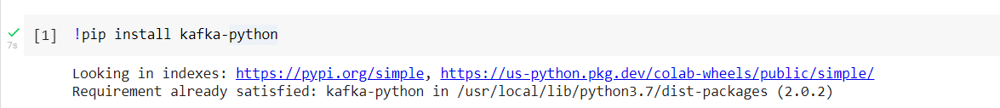 [1] !pip install kafka-python
7s
Looking in indexes: https://pypi.org/simple, https://us-python.pkg.dev/colab-wheels/public/simple/
Requirement already satisfied: kafka-python in /usr/local/lib/python3.7/dist-packages (2.0.2)